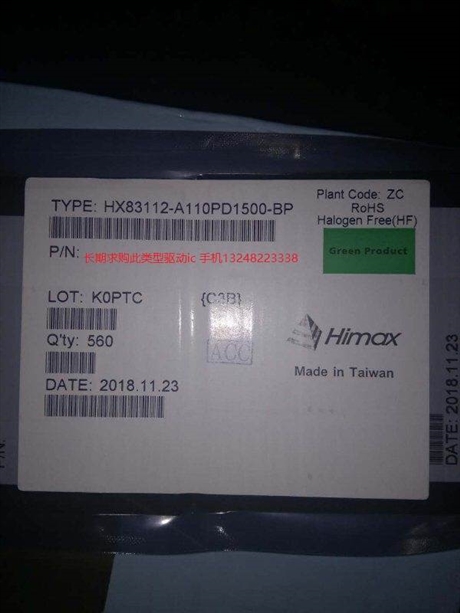 TYPE: HX83112-A110PD1500-BP
Plant Code: ZC
RoHS
Halogen Free(HF)
P/N:
长期求购此类型驱动ic 手机13248223338
Green Product
LOT: K0PTC
{C3B}
Q'ty: 560
ACC
Himax
Made in Taiwan
DATE: 2018.11.23
DATE: 2018.11.23
P/N: